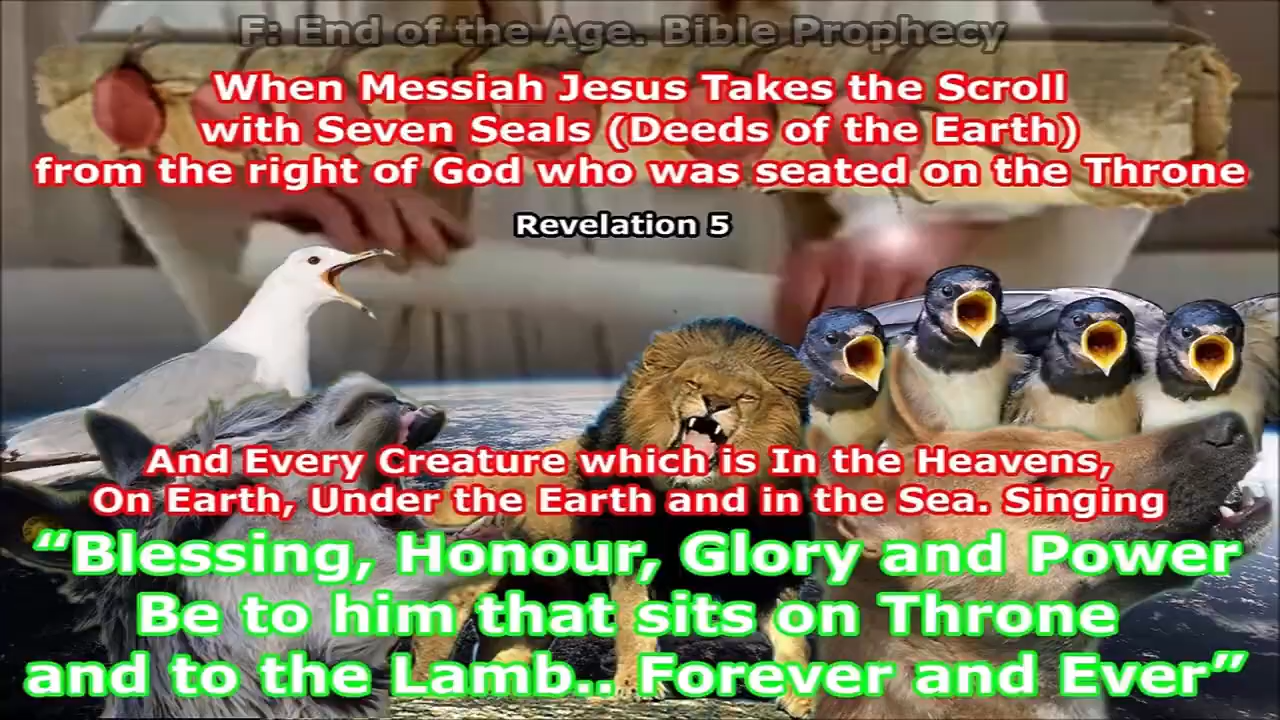 F: End of the Age. Bible Prophecy
When Messiah Jesus Takes the Scroll
with Seven Seals (Deeds of the Earth)
from the right of God who was seated on the Throne
Revelation 5
And Every Creature which is In the Heavens,
On Earth, Under the Earth and in the Sea. Singing
“Blessing, Honour, Glory and Power
Be to him that sits on Throne
and to the Lamb.. Forever and Ever”